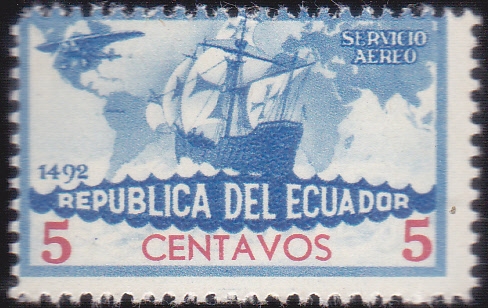 SERVICIO
AEREO
1492
REPUBLICA DEL ECUADOR
5 CENTAVOS 5